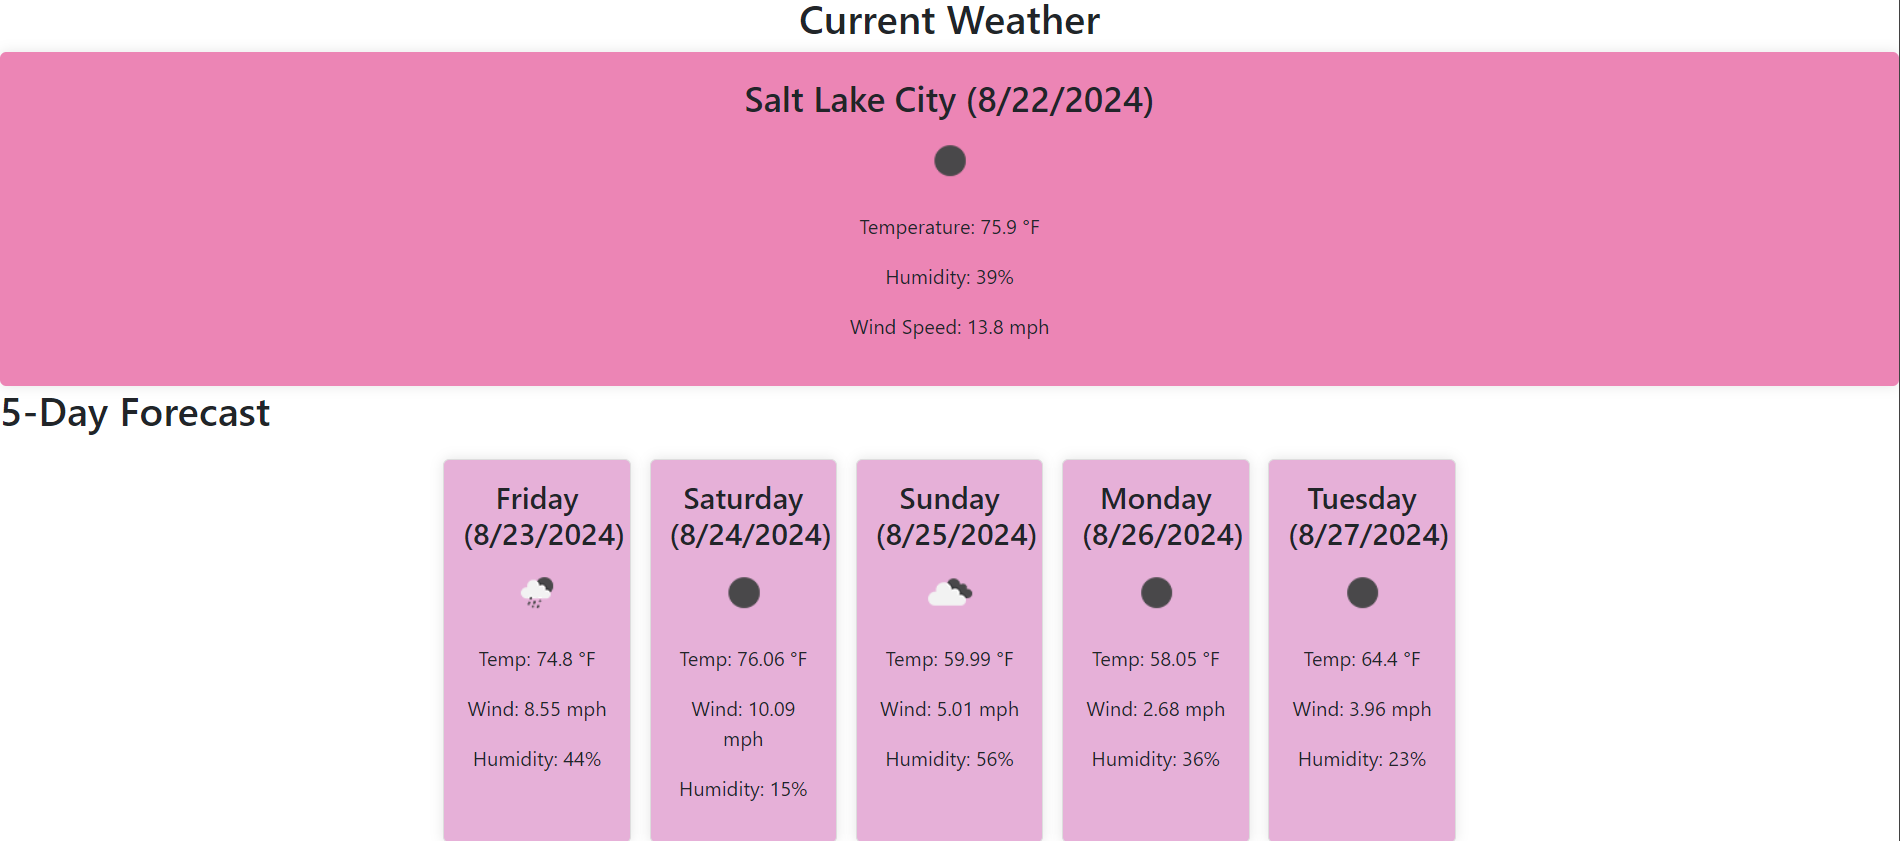 Current Weather
Salt Lake City (8/22/2024)
Temperature: 75.9 °F
Humidity: 39%
Wind Speed: 13.8 mph
5-Day Forecast
Friday
(8/23/2024)
Temp: 74.8 °F
Wind: 8.55 mph
Humidity: 44%
Saturday
(8/24/2024)
Temp: 76.06 °F
Wind: 10.09
mph
Humidity: 15%
Sunday
(8/25/2024)
Temp: 59.99 °F
Wind: 5.01 mph
Humidity: 56%
Monday
(8/26/2024)
Temp: 58.05 °F
Wind: 2.68 mph
Humidity: 36%
Tuesday
(8/27/2024)
Temp: 64.4 °F
Wind: 3.96 mph
Humidity: 23%